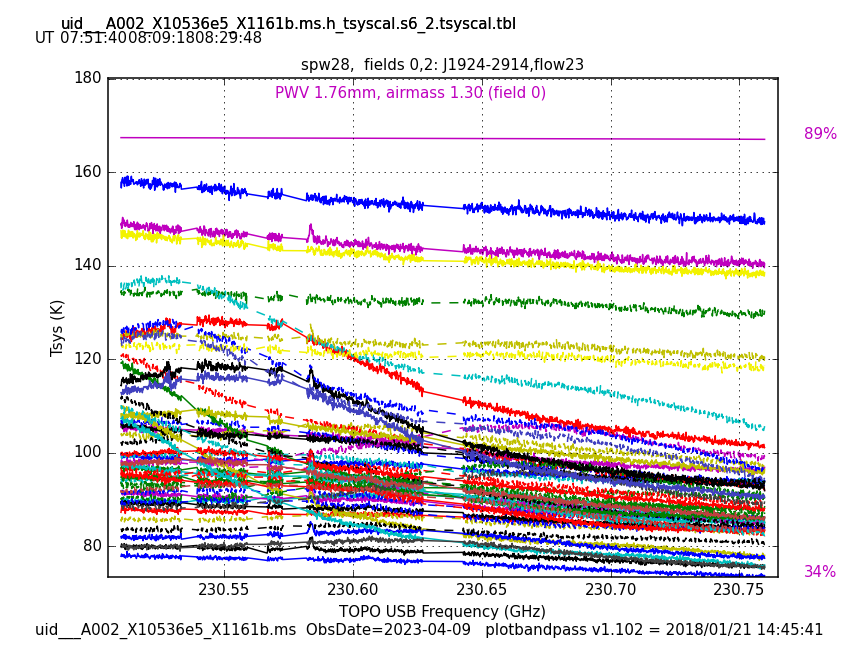 uid___A002_X10536e5_X1161b.ms.h_tsyscal.s6_2.tsyscal.tbl
UT 07:51:40 08:09:18 08:29:48
spw28, fields 0,2: J1924-2914,flow23
PWV 1.76mm, airmass 1.30 (field 0)
180
160
140
120
100
80
89%
34%
Tsys (K)
230.55 230.60 230.65 230.70 230.75
TOPO USB Frequency (GHz)
uid___A002_X10536e5_X1161b.ms ObsDate=2023-04-09 plotbandpass v1.102 = 2018/01/21 14:45:41